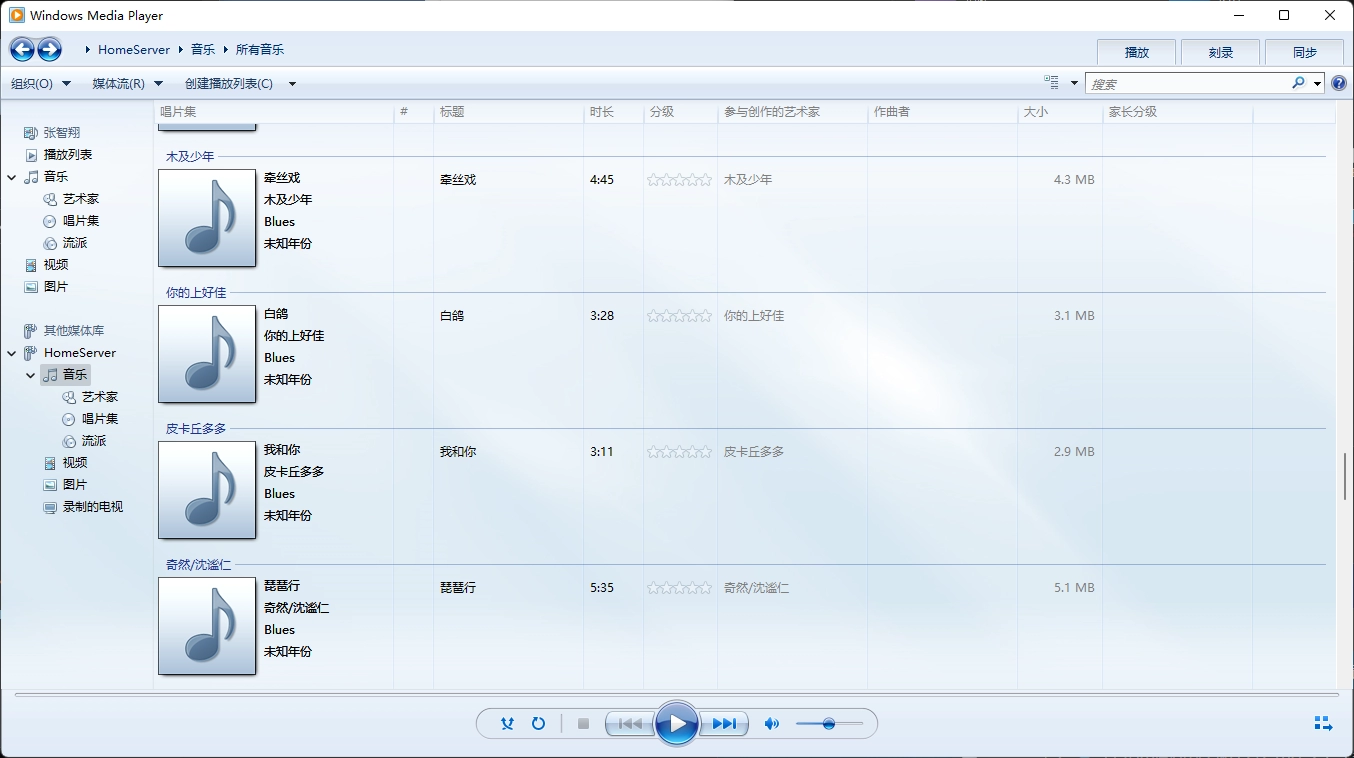 Windows Media Player
HomeServer 音乐 所有音乐
播放 刻录 同步
组织(O) 媒体流(R) 创建播放列表(C) 搜索
唱片集 # 标题 时长 分级 参与创作的艺术家 作曲者 大小 家长分级
张智翔
播放列表
音乐
艺术家
唱片集
流派
视频
图片
其他媒体库
HomeServer
音乐
艺术家
唱片集
流派
视频
图片
录制的电视
木及少年
牵丝戏 牵丝戏 4:45 木及少年 4.3 MB
木及少年
Blues
未知年份
你的上好佳
白鸽 白鸽 3:28 你的上好佳 3.1 MB
你的上好佳
Blues
未知年份
皮卡丘多多
我和你 我和你 3:11 皮卡丘多多 2.9 MB
皮卡丘多多
Blues
未知年份
奇然/沈谧仁
琵琶行 琵琶行 5:35 奇然/沈谧仁 5.1 MB
奇然/沈谧仁
Blues
未知年份